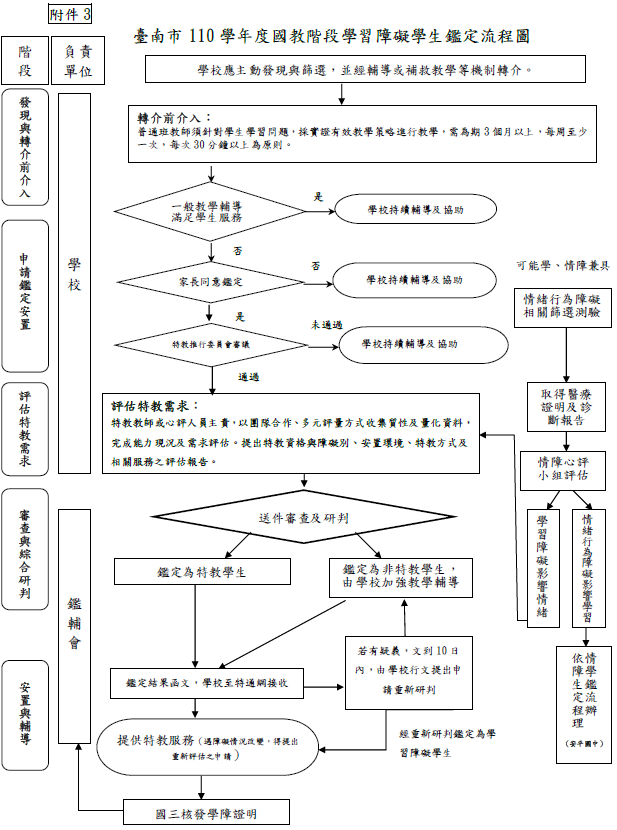 附件 3
臺南市 110 學年度國教階段學習障礙學生鑑定流程圖
階段
負責單位
學校應主動發現與篩選，並經輔導或補救教學等機制轉介。
發現與轉介前介入
轉介前介入：
普通班教師須針對學生學習問題，採實證有效教學策略進行教學，需為期 3 個月以上，每周至少
一次，每次 30 分鐘以上為原則。
一般教學輔導
滿足學生服務
是
學校持續輔導及協助
否
學校
申請鑑定安置
家長同意鑑定
否
學校持續輔導及協助
是
特教推行委員會審議
未通過
學校持續輔導及協助
通過
可能學、情障兼具
情緒行為障礙
相關篩選測驗
取得醫療
證明及診
斷報告
情障心評
小組評估
學習障礙影響情緒
情緒行為障礙影響學習
情障學生鑑定流程辦理
依
(安平國中)
評估特教需求
評估特教需求：
特教教師或心評人員主責，以團隊合作、多元評量方式收集質性及量化資料，
完成能力現況及需求評估。提出特教資格與障礙別、安置環境、特教方式及
相關服務之評估報告。
審查與綜合研判
鑑輔會
送件審查及研判
鑑定為特教學生
鑑定為非特教學生，
由學校加強教學輔導
若有疑義，文到 10 日
內，由學校行文提出申
請重新研判
安置與輔導
鑑定結果函文，學校至特通網接收
提供特教服務（遇障礙情況改變，得提出
重新評估之申請）
經重新研判鑑定為學
習障礙學生
國三核發學障證明